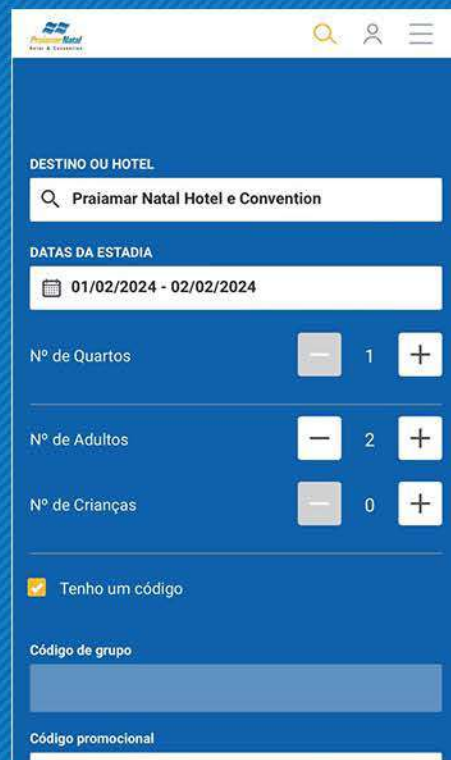 Praiamar Natal
Hotel & Convention
DESTINO OU HOTEL
Praiamar Natal Hotel e Convention
DATAS DA ESTADIA
01/02/2024 - 02/02/2024
Nº de Quartos
1
Nº de Adultos
2
Nº de Crianças
0
Tenho um código
Código de grupo
Código promocional